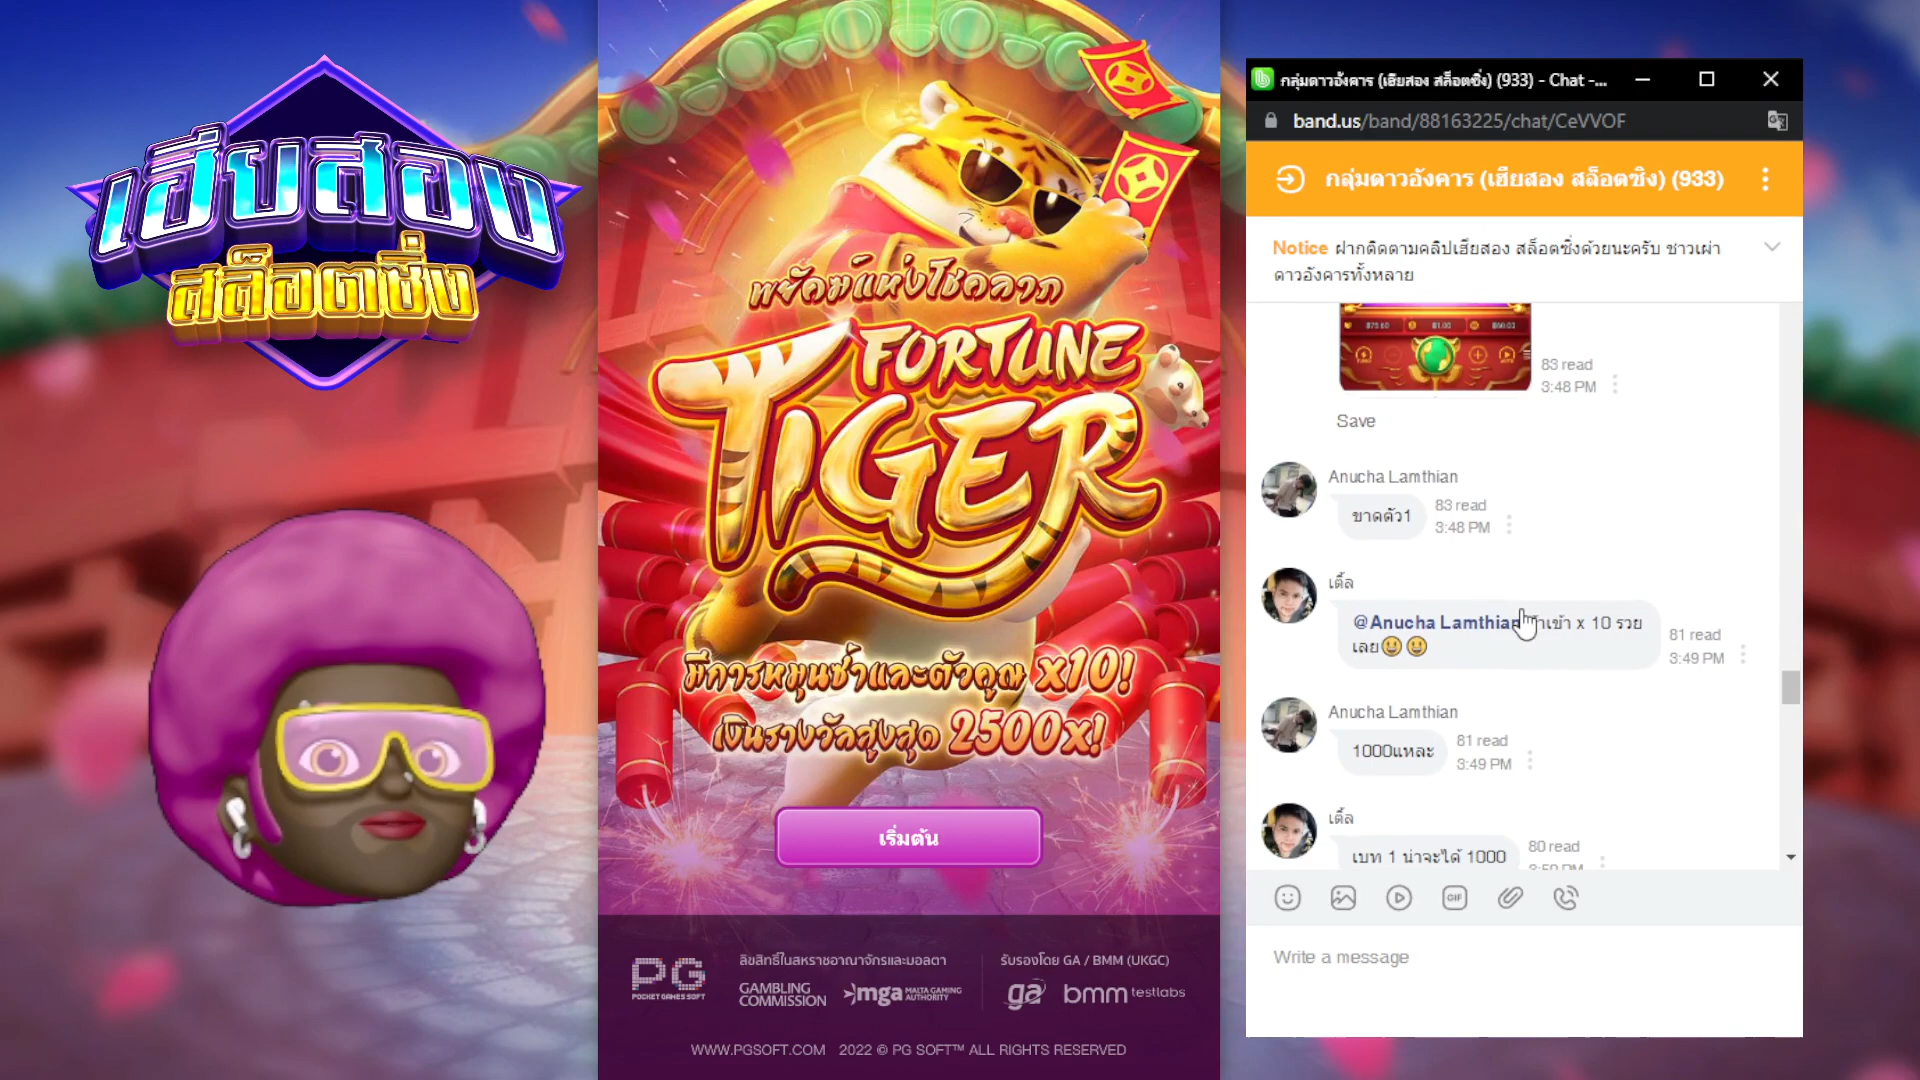 เฮียสอง
สล็อตซิ่ง
พยัคฆ์แห่งโชคลาภ
FORTUNE
TIGER
มีการหมุนซ้ำและตัวคูณ x10!
เงินรางวัลสูงสุด 2500x!
เริ่มต้น
PG
POCKET GAMES SOFT
ลิขสิทธิ์ในสหราชอาณาจักรและมอลตา
GAMBLING
COMMISSION
mga MALTA GAMING
AUTHORITY
รับรองโดย GA / BMM (UKGC)
ga bmm testlabs
WWW.PGSOFT.COM 2022 © PG SOFT™ ALL RIGHTS RESERVED
กลุ่มดาวอังคาร (เฮียสอง สล็อตซิ่ง) (933) - Chat -...
band.us/band/88163225/chat/CeVVOF
กลุ่มดาวอังคาร (เฮียสอง สล็อตซิ่ง) (933)
Notice ฝากติดตามคลิปเฮียสอง สล็อตซิ่งด้วยนะครับ ชาวเผ่า
ดาวอังคารทั้งหลาย
83 read
3:48 PM
Save
Anucha Lamthian
ขาดตัว1
83 read
3:48 PM
เติ้ล
@Anucha Lamthian เข้า x 10 รวย
เลย😃😃
81 read
3:49 PM
Anucha Lamthian
1000แหละ
81 read
3:49 PM
เติ้ล
เบท 1 น่าจะได้ 1000
80 read
GIF
Write a message